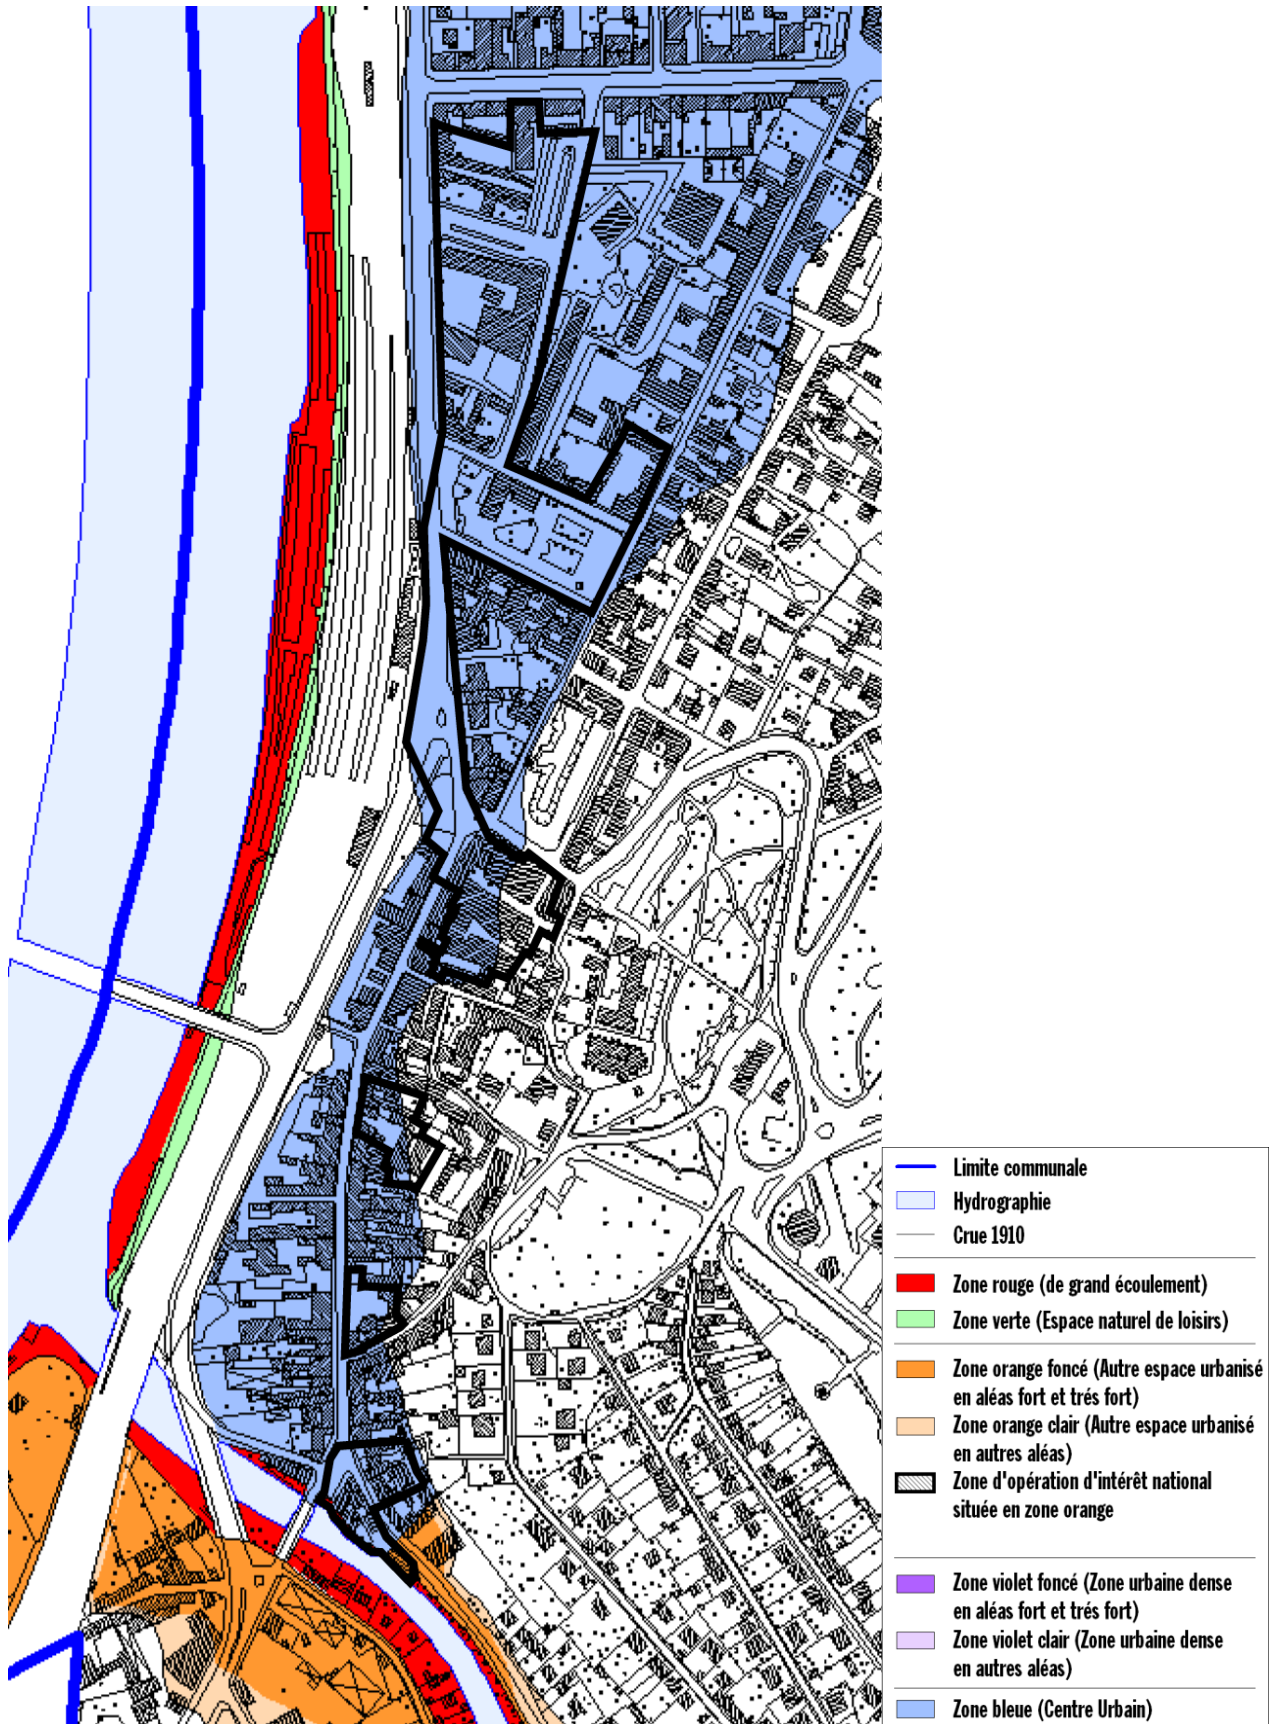 Limite communale
Hydrographie
Crue 1910
Zone rouge (de grand écoulement)
Zone verte (Espace naturel de loisirs)
Zone orange foncé (Autre espace urbanisé
en aléas fort et trés fort)
Zone orange clair (Autre espace urbanisé
en autres aléas)
Zone d'opération d'intérêt national
située en zone orange
Zone violet foncé (Zone urbaine dense
en aléas fort et trés fort)
Zone violet clair (Zone urbaine dense
en autres aléas)
Zone bleue (Centre Urbain)